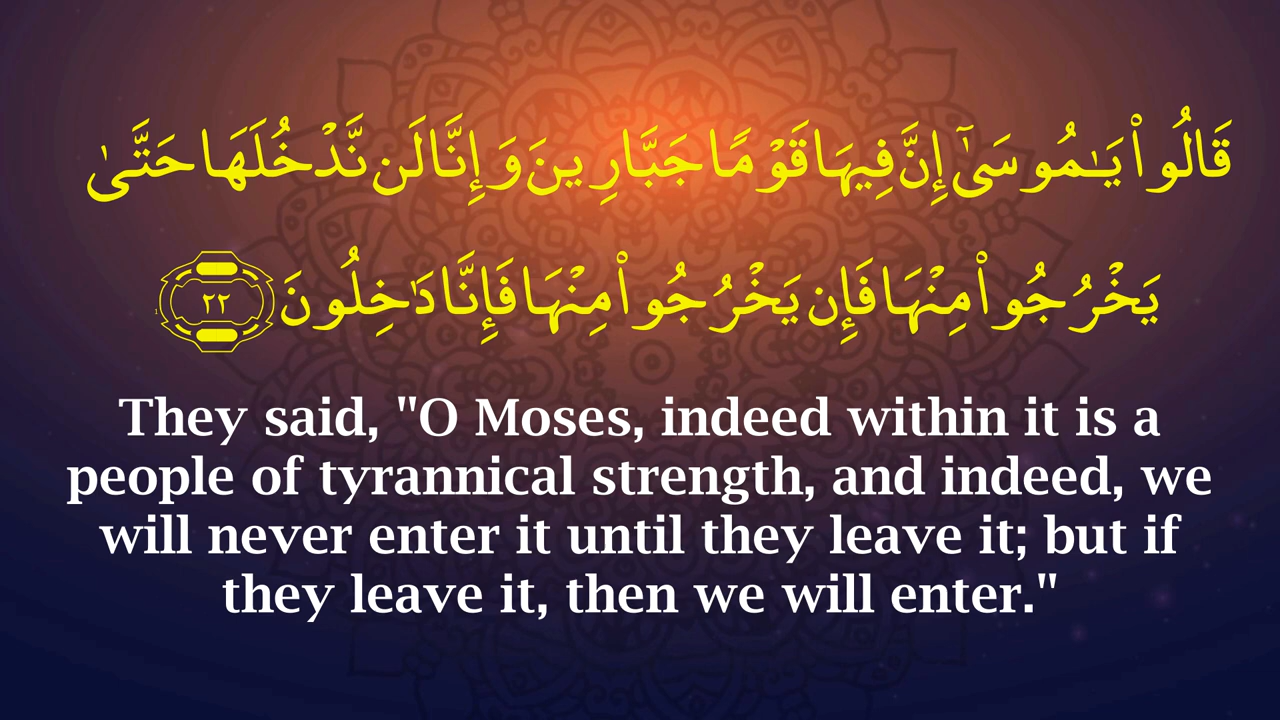 قَالُوا۟ يَـٰمُوسَىٰٓ إِنَّ فِيهَا قَوْمًا جَبَّارِينَ وَإِنَّا لَن نَّدْخُلَهَا حَتَّىٰ
يَخْرُجُوا۟ مِنْهَا فَإِن يَخْرُجُوا۟ مِنْهَا فَإِنَّا دَٰخِلُونَ ٢٢
They said, "O Moses, indeed within it is a
people of tyrannical strength, and indeed, we
will never enter it until they leave it; but if
they leave it, then we will enter."